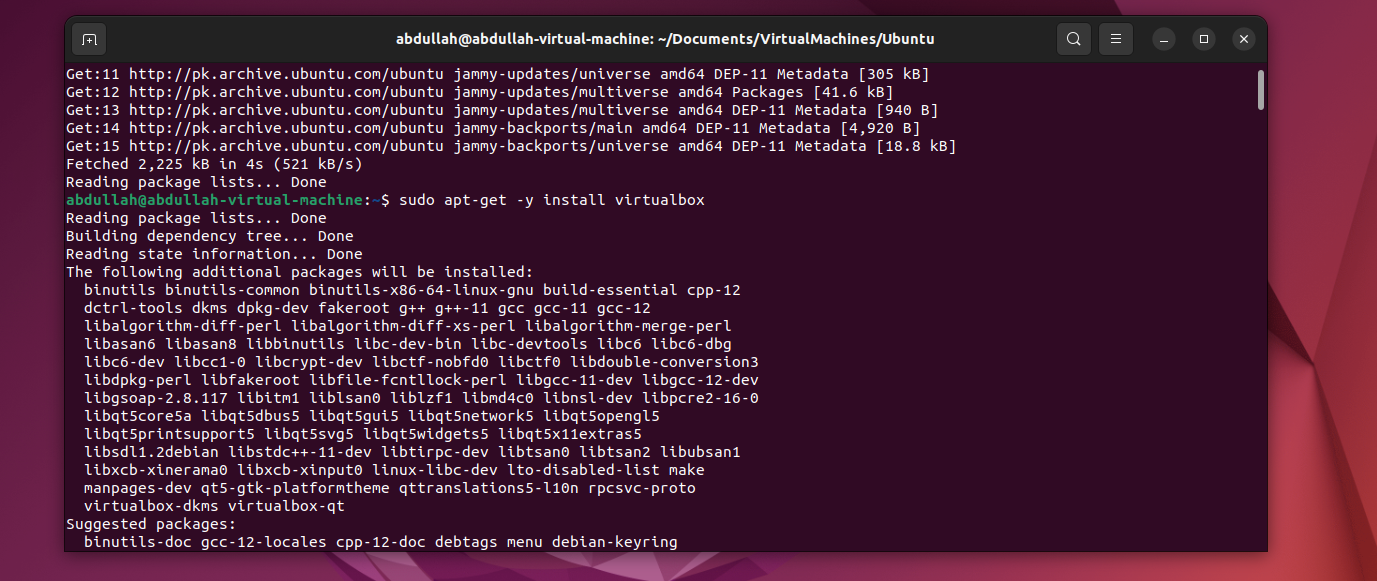 abdullah@abdullah-virtual-machine: ~/Documents/VirtualMachines/Ubuntu
Get:11 http://pk.archive.ubuntu.com/ubuntu jammy-updates/universe amd64 DEP-11 Metadata [305 kB]
Get:12 http://pk.archive.ubuntu.com/ubuntu jammy-updates/multiverse amd64 Packages [41.6 kB]
Get:13 http://pk.archive.ubuntu.com/ubuntu jammy-updates/multiverse amd64 DEP-11 Metadata [940 B]
Get:14 http://pk.archive.ubuntu.com/ubuntu jammy-backports/main amd64 DEP-11 Metadata [4,920 B]
Get:15 http://pk.archive.ubuntu.com/ubuntu jammy-backports/universe amd64 DEP-11 Metadata [18.8 kB]
Fetched 2,225 kB in 4s (521 kB/s)
Reading package lists... Done
abdullah@abdullah-virtual-machine:~$ sudo apt-get -y install virtualbox
Reading package lists... Done
Building dependency tree... Done
Reading state information... Done
The following additional packages will be installed:
  binutils binutils-common binutils-x86-64-linux-gnu build-essential cpp-12
  dctrl-tools dkms dpkg-dev fakeroot g++ g++-11 gcc gcc-11 gcc-12
  libalgorithm-diff-perl libalgorithm-diff-xs-perl libalgorithm-merge-perl
  libasan6 libasan8 libbinutils libc-dev-bin libc-devtools libc6 libc6-dbg
  libc6-dev libcc1-0 libcrypt-dev libctf-nobfd0 libctf0 libdouble-conversion3
  libdpkg-perl libfakeroot libfile-fcntllock-perl libgcc-11-dev libgcc-12-dev
  libgsoap-2.8.117 libitm1 liblsan0 liblzf1 libmd4c0 libnsl-dev libpcre2-16-0
  libqt5core5a libqt5dbus5 libqt5gui5 libqt5network5 libqt5opengl5
  libqt5printsupport5 libqt5svg5 libqt5widgets5 libqt5x11extras5
  libsdl1.2debian libstdc++-11-dev libtirpc-dev libtsan0 libtsan2 libubsan1
  libxcb-xinerama0 libxcb-xinput0 linux-libc-dev lto-disabled-list make
  manpages-dev qt5-gtk-platformtheme qttranslations5-l10n rpcsvc-proto
  virtualbox-dkms virtualbox-qt
Suggested packages:
  binutils-doc gcc-12-locales cpp-12-doc debtags menu debian-keyring